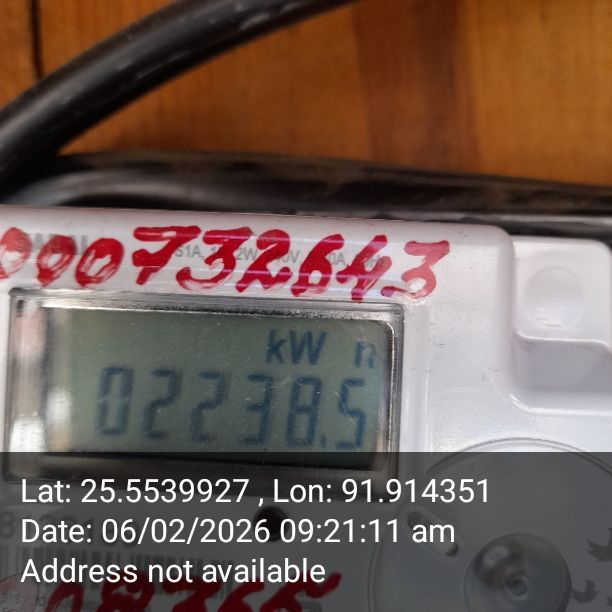 000732643
kW h
02238.5
Lat: 25.5539927 , Lon: 91.914351
Date: 06/02/2026 09:21:11 am
Address not available